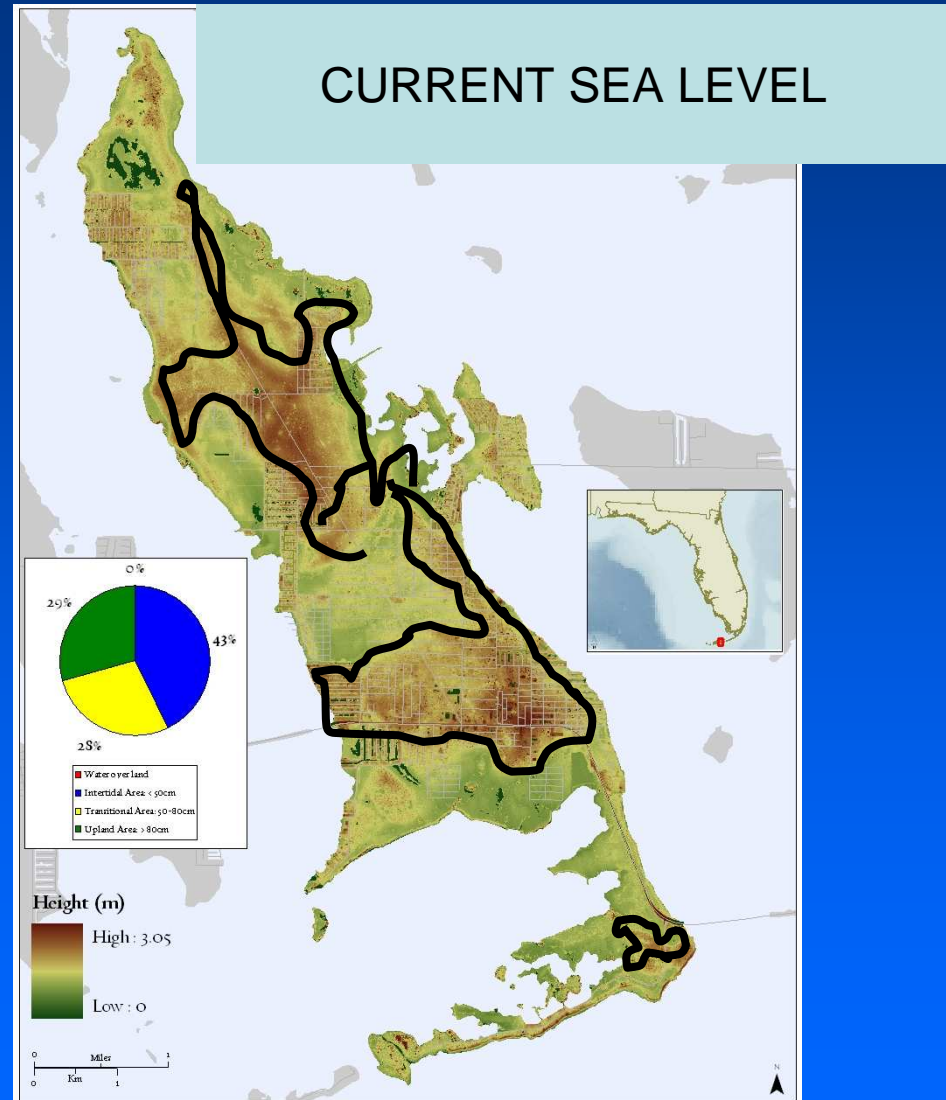 CURRENT SEA LEVEL
0%
29%
43%
28%
Water over land
Intertidal Area: < 50cm
Transitional Area: 50-80cm
Upland Area: > 80cm
Height (m)
High : 3.05
Low : 0
0 Miles 1
0 Km 1
N